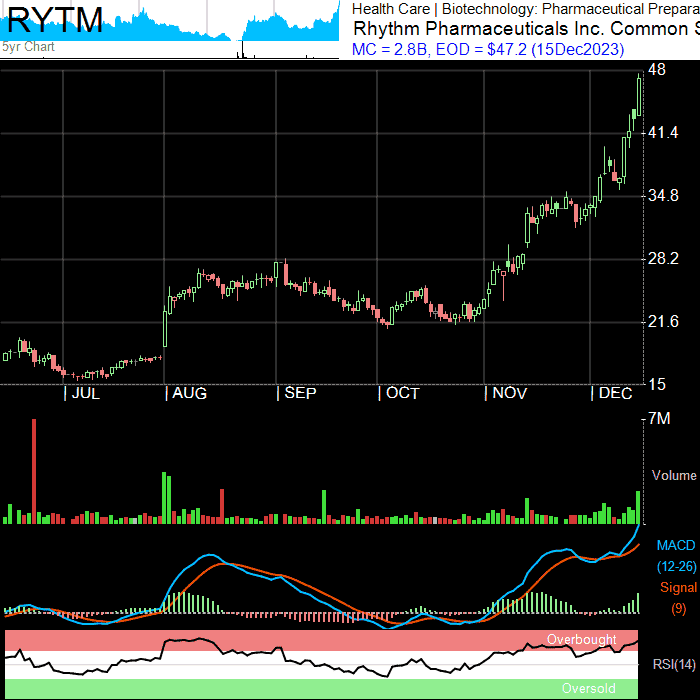 RYTM
5yr Chart
Health Care | Biotechnology: Pharmaceutical Prepara
Rhythm Pharmaceuticals Inc. Common S
MC = 2.8B, EOD = $47.2 (15Dec2023)
48
41.4
34.8
28.2
21.6
15
| JUL | AUG | SEP | OCT | NOV | DEC
7M
Volume
MACD
(12-26)
Signal
(9)
Overbought
RSI(14)
Oversold